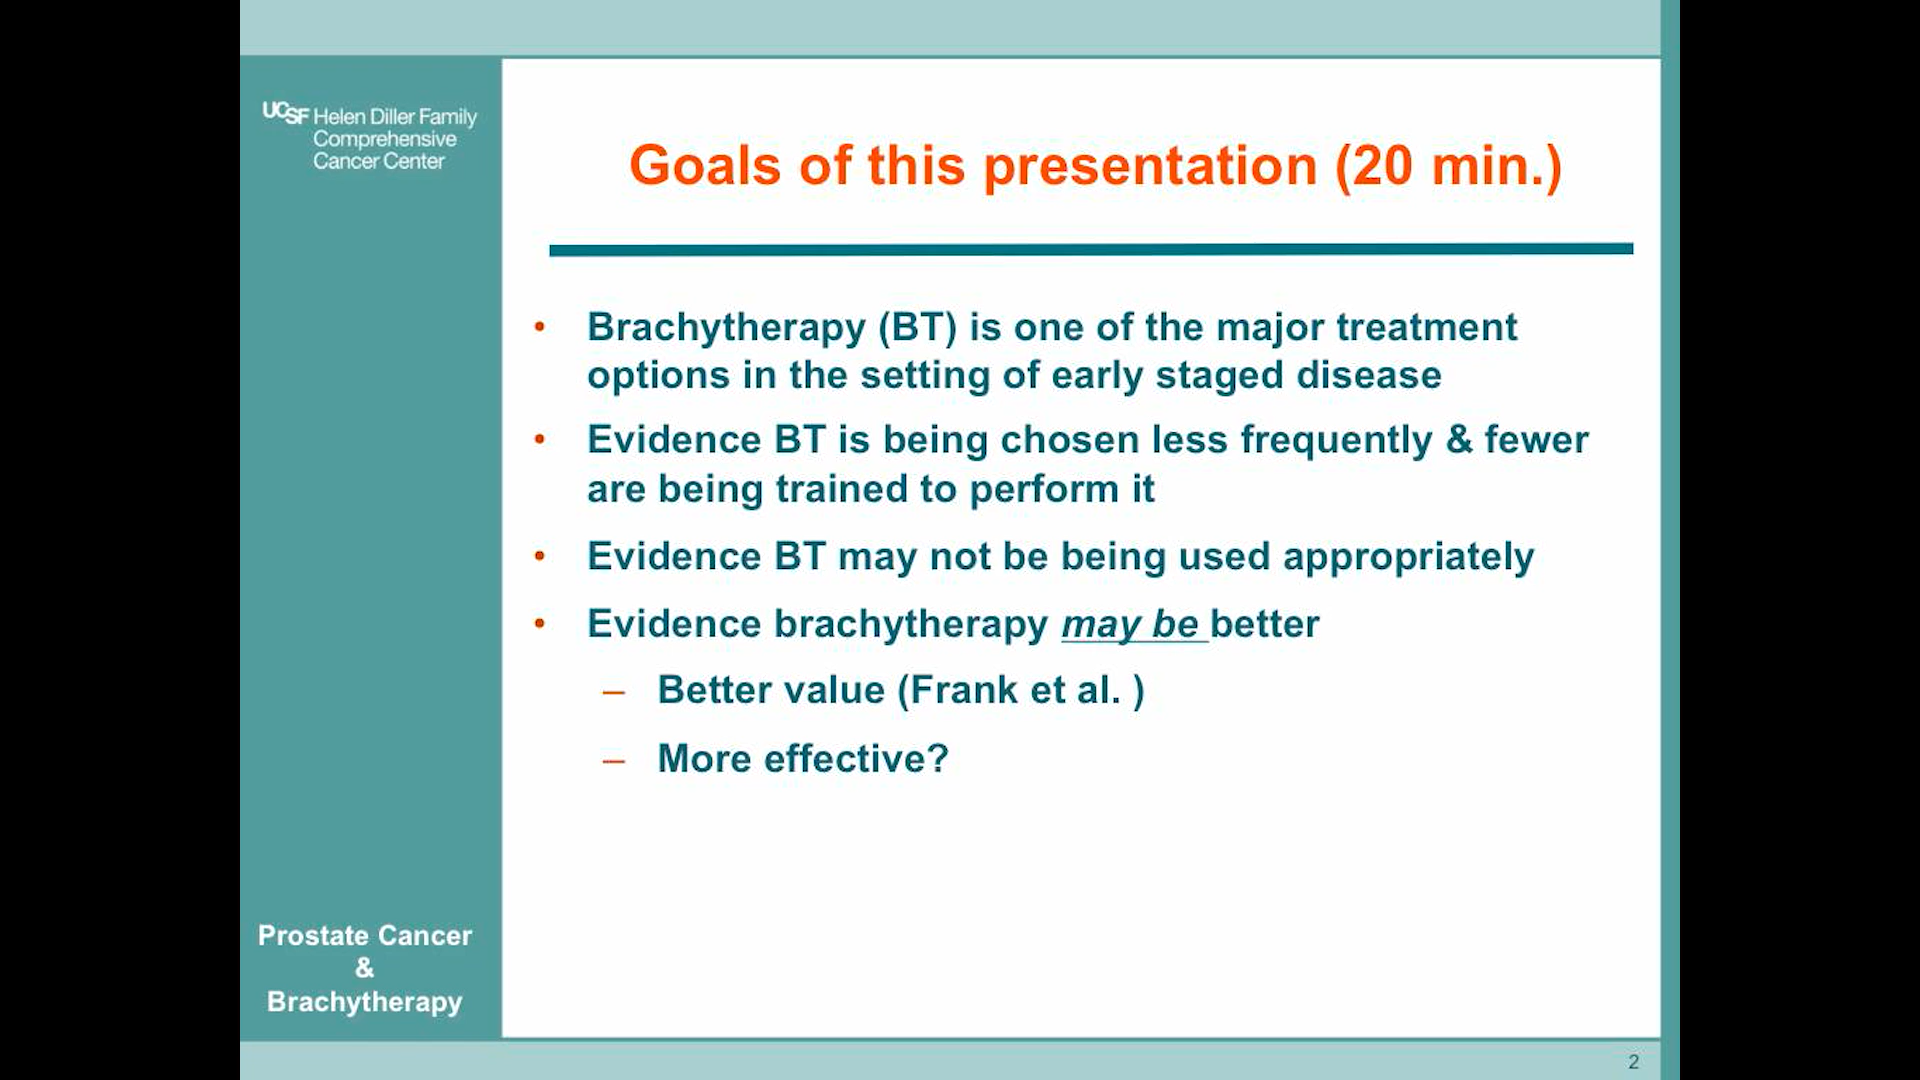 UCSF Helen Diller Family
Comprehensive
Cancer Center
Goals of this presentation (20 min.)
• Brachytherapy (BT) is one of the major treatment
options in the setting of early staged disease
• Evidence BT is being chosen less frequently & fewer
are being trained to perform it
• Evidence BT may not be being used appropriately
• Evidence brachytherapy may be better
– Better value (Frank et al. )
– More effective?
Prostate Cancer
&
Brachytherapy
2